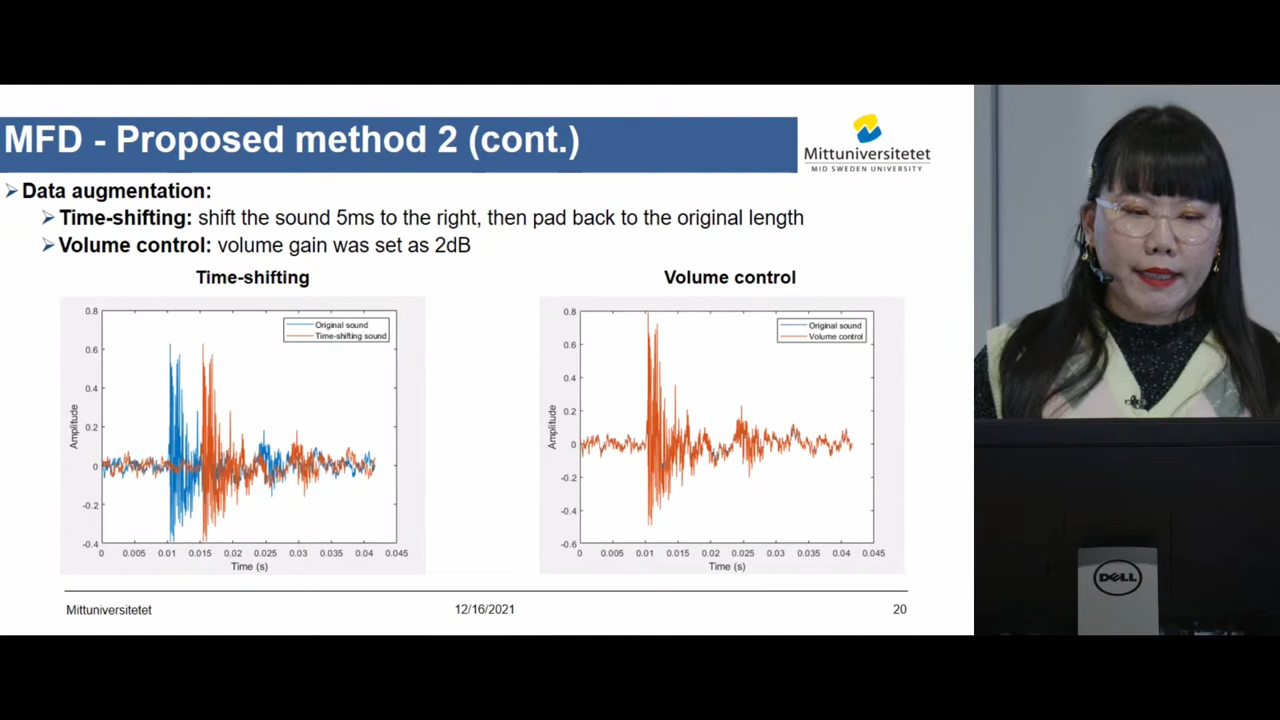 MFD - Proposed method 2 (cont.)
Mittuniversitetet
MID SWEDEN UNIVERSITY
➢ Data augmentation:
➢ Time-shifting: shift the sound 5ms to the right, then pad back to the original length
➢ Volume control: volume gain was set as 2dB
Time-shifting
0.8
0.6
0.4
0.2
0
-0.2
-0.4
Amplitude
Original sound
Time-shifting sound
0 0.005 0.01 0.015 0.02 0.025 0.03 0.035 0.04 0.045
Time (s)
Volume control
0.8
0.6
0.4
0.2
0
-0.2
-0.4
-0.6
Amplitude
Original sound
Volume control
0 0.005 0.01 0.015 0.02 0.025 0.03 0.035 0.04 0.045
Time (s)
Mittuniversitetet 12/16/2021 20
DELL